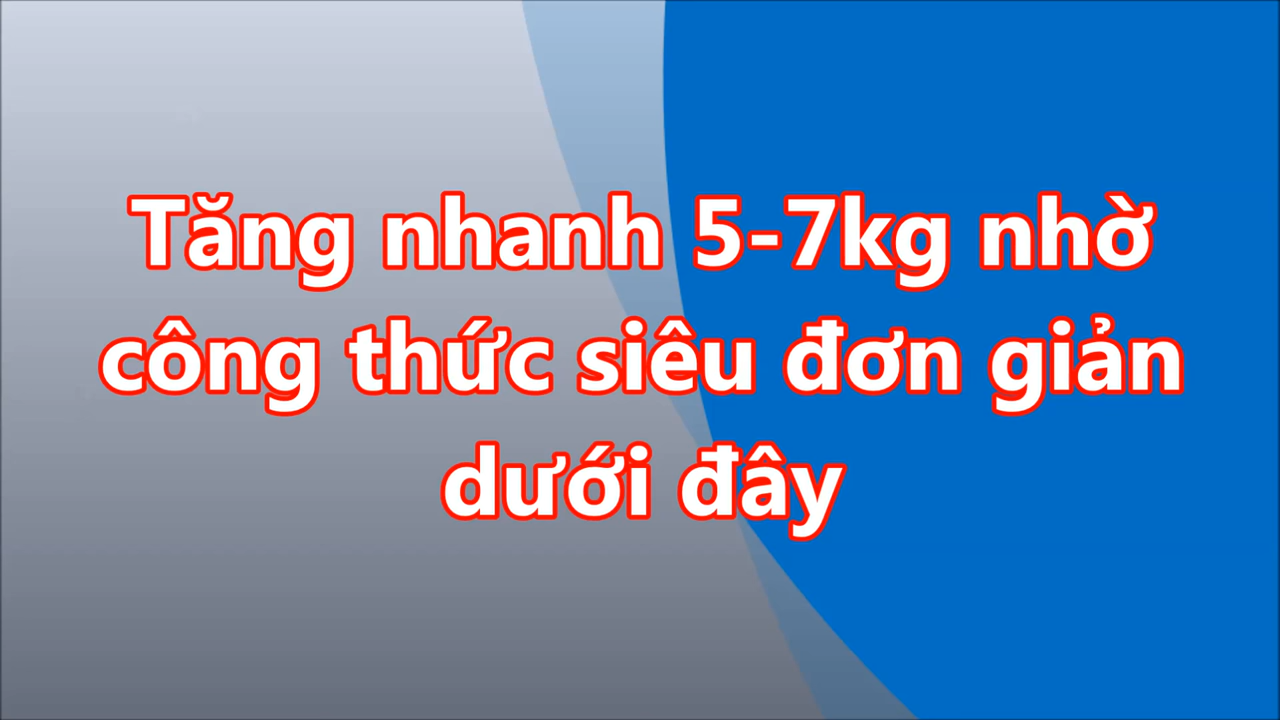 Tăng nhanh 5-7kg nhờ
công thức siêu đơn giản
dưới đây